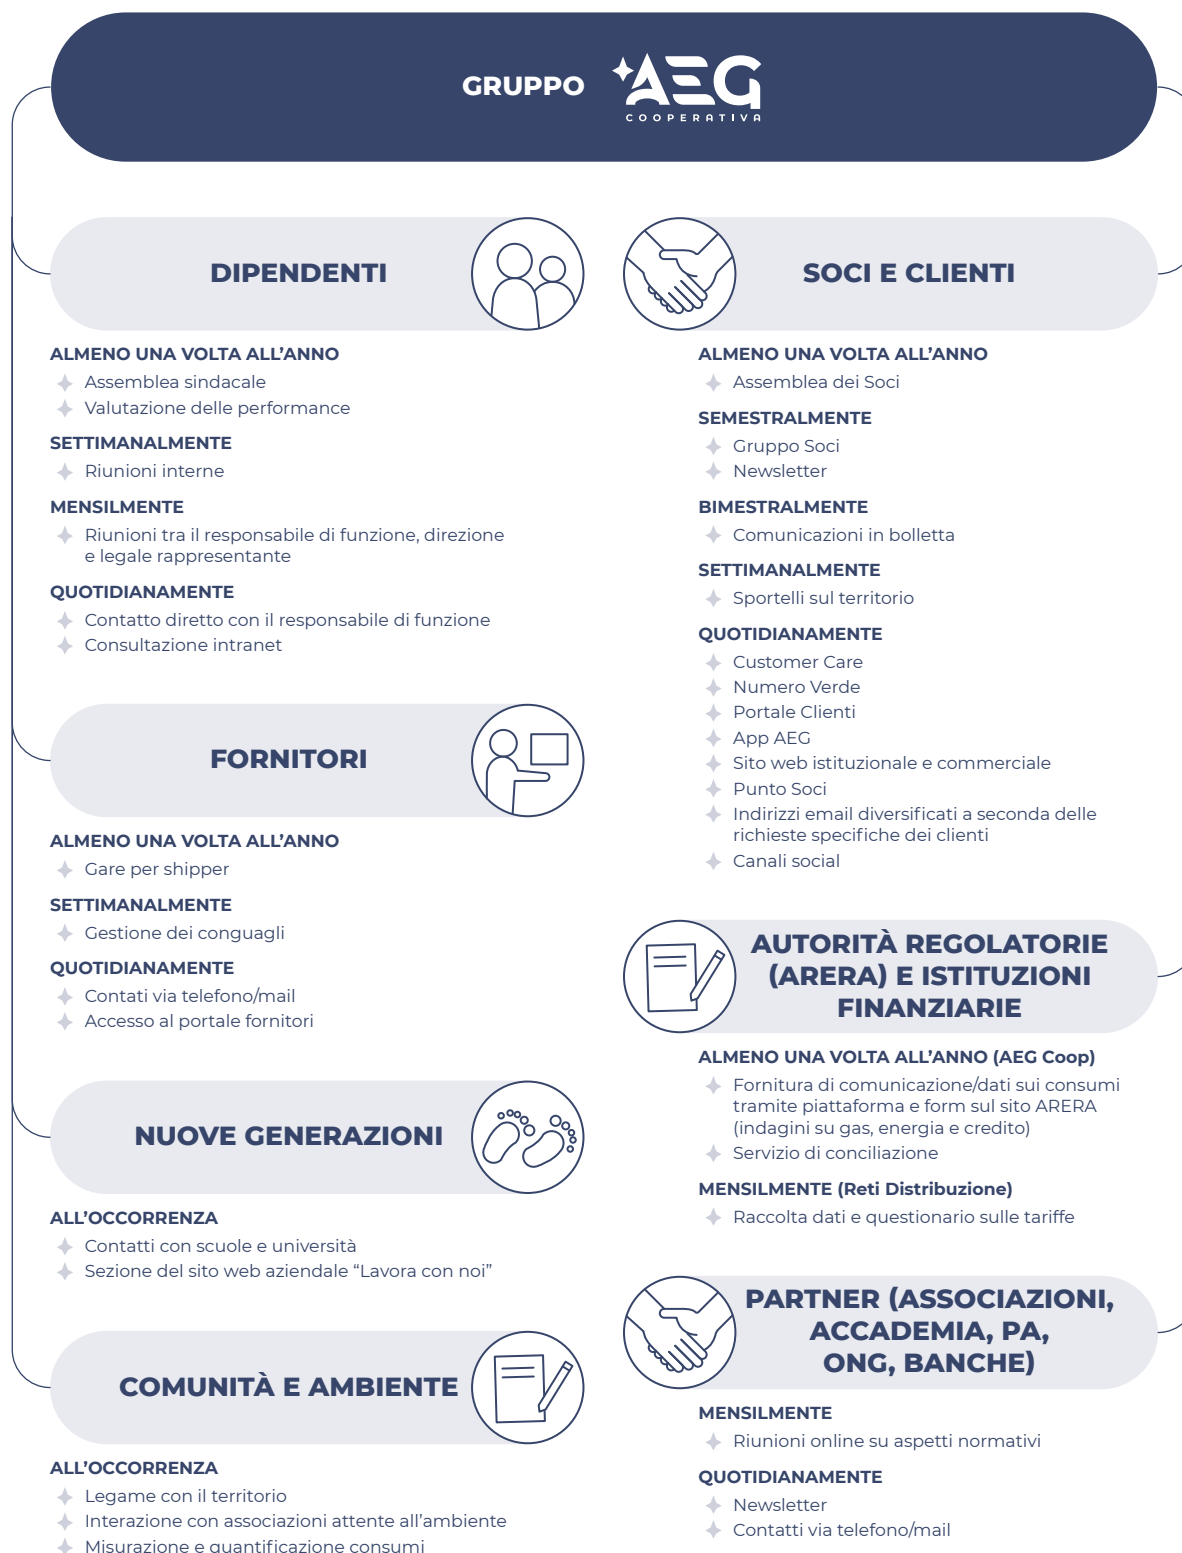 GRUPPO AEG
COOPERATIVA
DIPENDENTI
ALMENO UNA VOLTA ALL’ANNO
Assemblea sindacale
Valutazione delle performance
SETTIMANALMENTE
Riunioni interne
MENSILMENTE
Riunioni tra il responsabile di funzione, direzione
e legale rappresentante
QUOTIDIANAMENTE
Contatto diretto con il responsabile di funzione
Consultazione intranet
FORNITORI
ALMENO UNA VOLTA ALL’ANNO
Gare per shipper
SETTIMANALMENTE
Gestione dei conguagli
QUOTIDIANAMENTE
Contati via telefono/mail
Accesso al portale fornitori
NUOVE GENERAZIONI
ALL’OCCORRENZA
Contatti con scuole e università
Sezione del sito web aziendale “Lavora con noi”
COMUNITÀ E AMBIENTE
ALL’OCCORRENZA
Legame con il territorio
Interazione con associazioni attente all’ambiente
Misurazione e quantificazione consumi
SOCI E CLIENTI
ALMENO UNA VOLTA ALL’ANNO
Assemblea dei Soci
SEMESTRALMENTE
Gruppo Soci
Newsletter
BIMESTRALMENTE
Comunicazioni in bolletta
SETTIMANALMENTE
Sportelli sul territorio
QUOTIDIANAMENTE
Customer Care
Numero Verde
Portale Clienti
App AEG
Sito web istituzionale e commerciale
Punto Soci
Indirizzi email diversificati a seconda delle
richieste specifiche dei clienti
Canali social
AUTORITÀ REGOLATORIE
(ARERA) E ISTITUZIONI
FINANZIARIE
ALMENO UNA VOLTA ALL’ANNO (AEG Coop)
Fornitura di comunicazione/dati sui consumi
tramite piattaforma e form sul sito ARERA
(indagini su gas, energia e credito)
Servizio di conciliazione
MENSILMENTE (Reti Distribuzione)
Raccolta dati e questionario sulle tariffe
PARTNER (ASSOCIAZIONI,
ACCADEMIA, PA,
ONG, BANCHE)
MENSILMENTE
Riunioni online su aspetti normativi
QUOTIDIANAMENTE
Newsletter
Contatti via telefono/mail